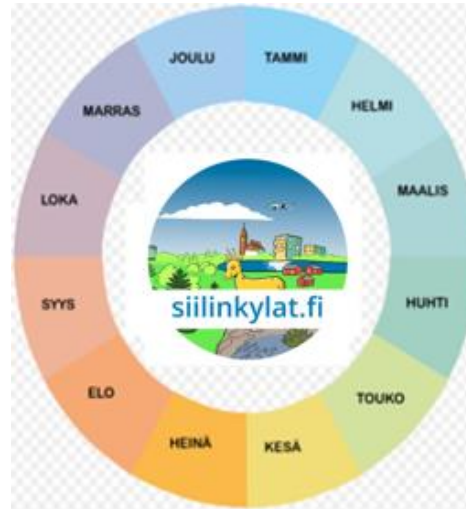 TAMMI
HELMI
MAALIS
HUHTI
TOUKO
KESÄ
HEINÄ
ELO
SYYS
LOKA
MARRAS
JOULU
siilinkylat.fi